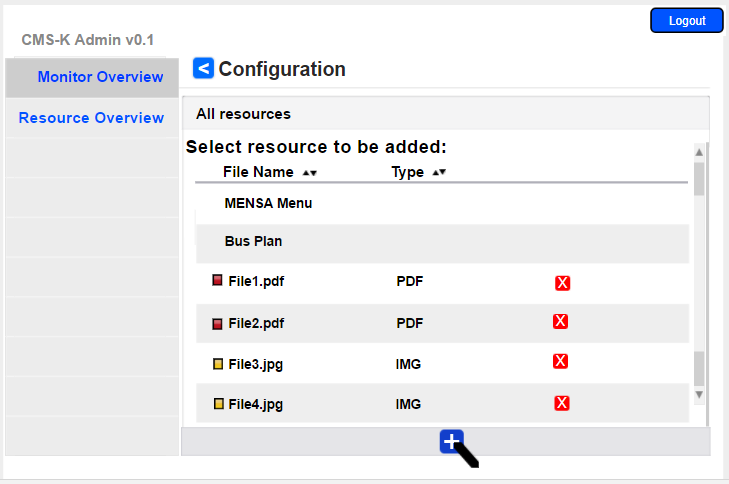 Logout
CMS-K Admin v0.1
Monitor Overview
Resource Overview
< Configuration
All resources
Select resource to be added:
File Name ▲▼ Type ▲▼
MENSA Menu
Bus Plan
File1.pdf PDF X
File2.pdf PDF X
File3.jpg IMG X
File4.jpg IMG X
+